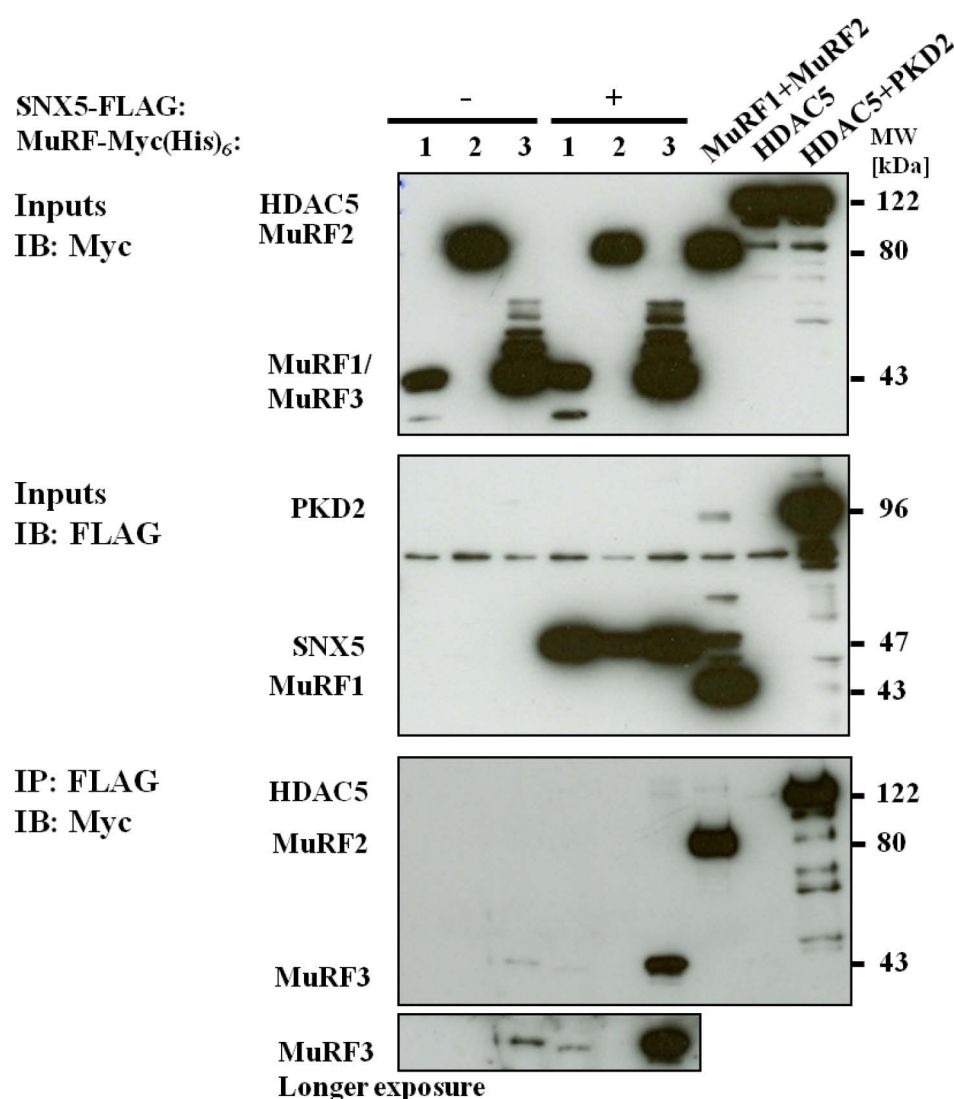 SNX5-FLAG: - +
MuRF-Myc(His)6: 1 2 3 1 2 3 MuRF1+MuRF2 HDAC5 HDAC5+PKD2 MW
[kDa]
Inputs HDAC5 122
IB: Myc MuRF2 80
MuRF1/ 43
MuRF3
Inputs PKD2 96
IB: FLAG
SNX5 47
MuRF1 43
IP: FLAG HDAC5 122
IB: Myc MuRF2 80
MuRF3 43
MuRF3
Longer exposure